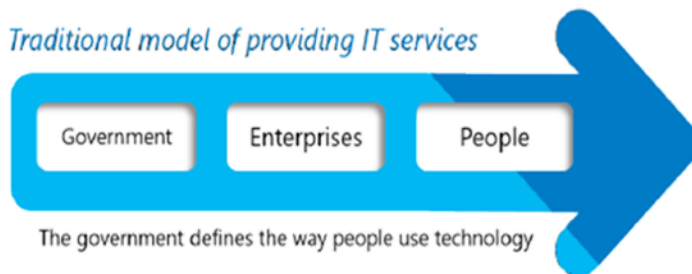 Traditional model of providing IT services
Government Enterprises People
The government defines the way people use technology